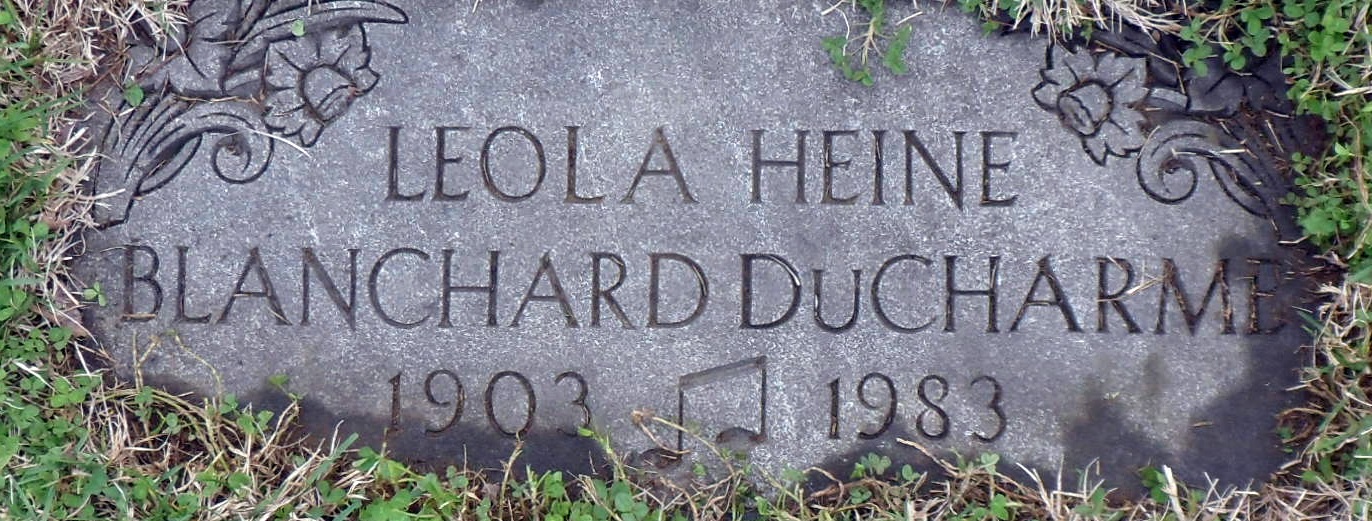 LEOLA HEINE
BLANCHARD DuCHARME
1903 1983